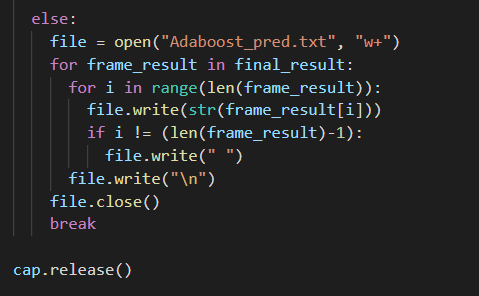 else:
file = open("Adaboost_pred.txt", "w+")
for frame_result in final_result:
for i in range(len(frame_result)):
file.write(str(frame_result[i]))
if i != (len(frame_result)-1):
file.write(" ")
file.write("\n")
file.close()
break
cap.release()